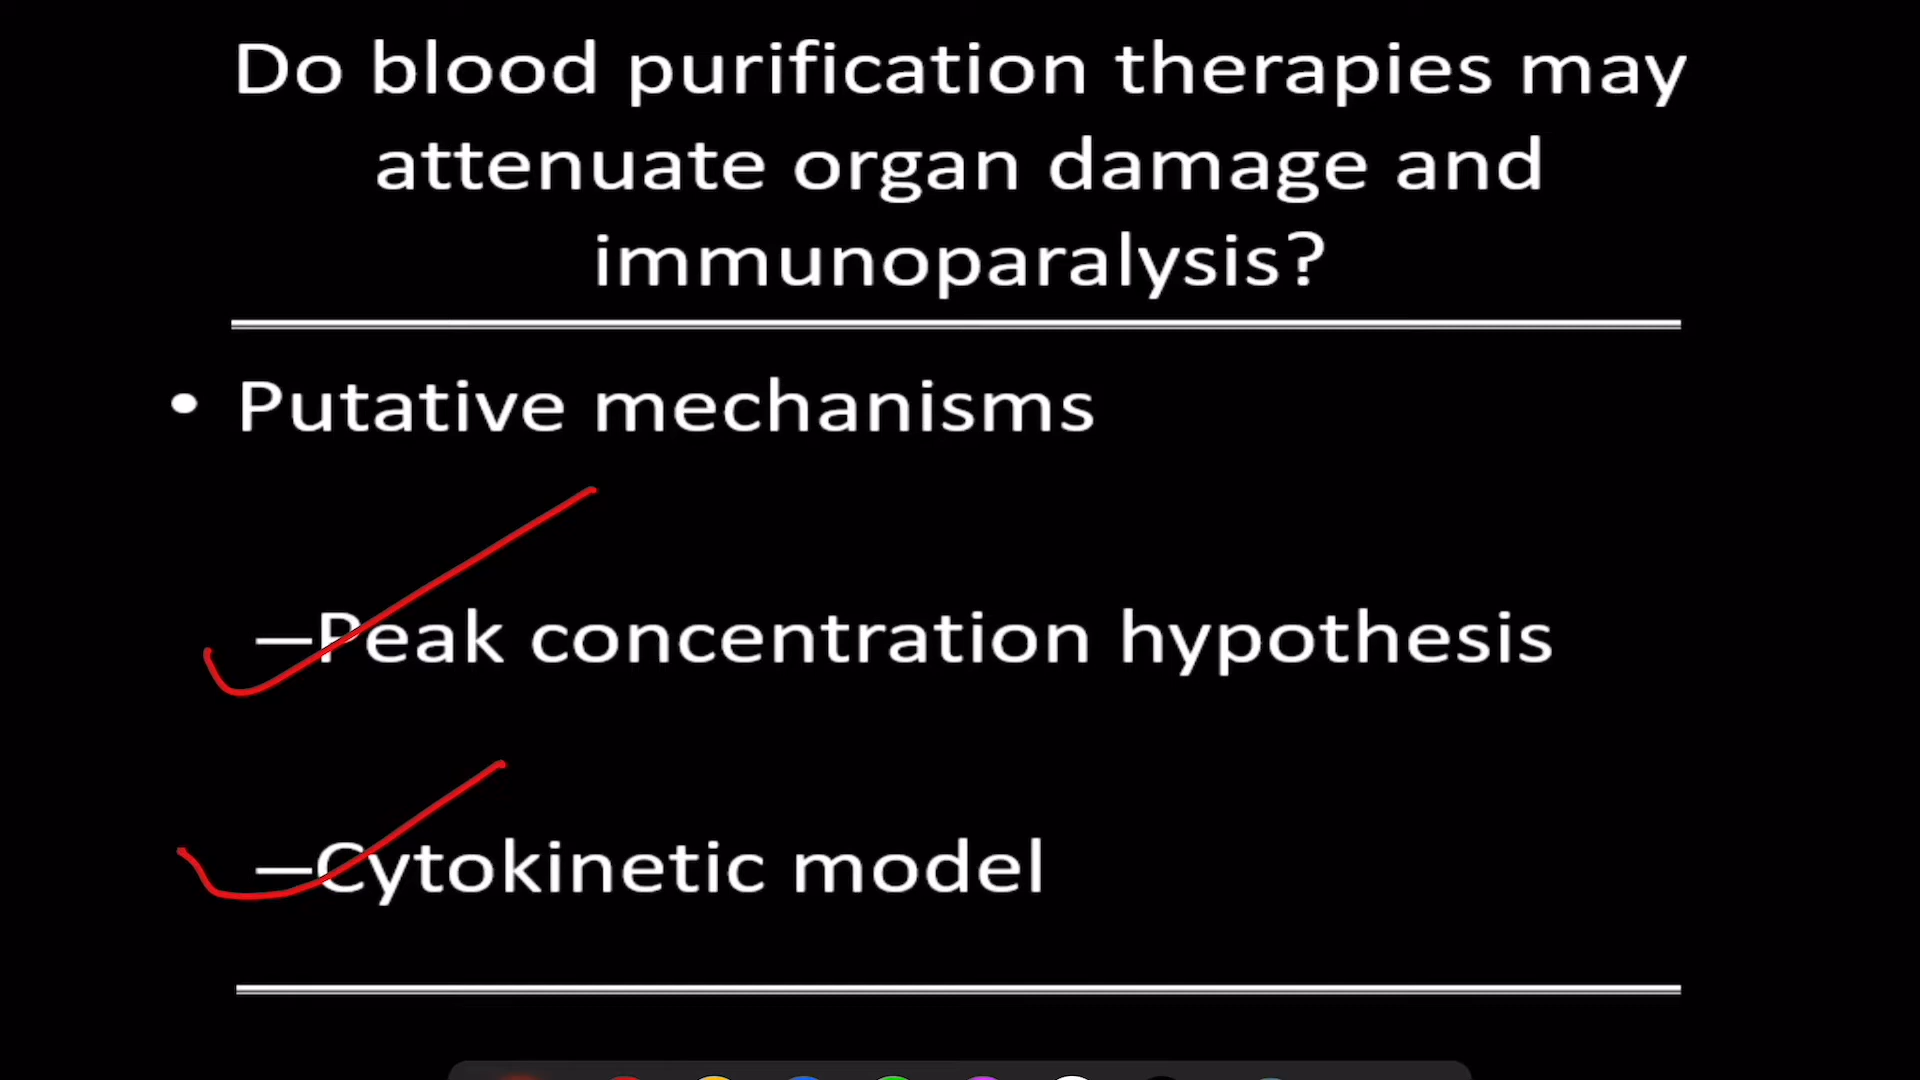 Do blood purification therapies may
attenuate organ damage and
immunoparalysis?
• Putative mechanisms
–Peak concentration hypothesis
–Cytokinetic model